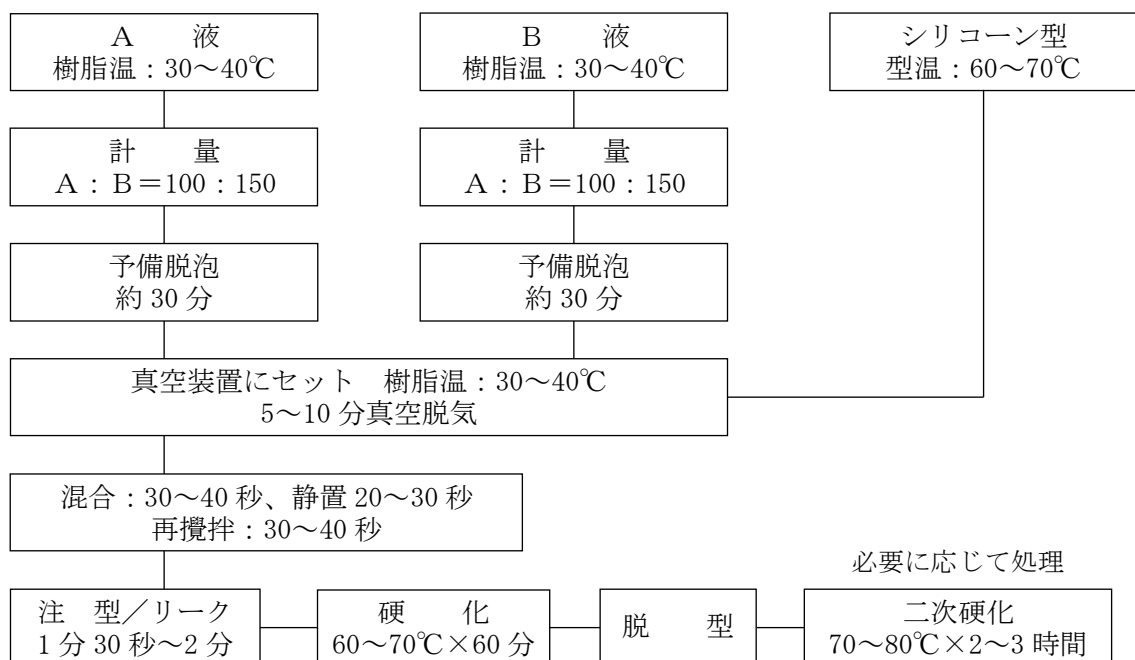 A　液
樹脂温：30～40℃
B　液
樹脂温：30～40℃
シリコーン型
型温：60～70℃
計　量
A：B＝100：150
計　量
A：B＝100：150
予備脱泡
約 30 分
予備脱泡
約 30 分
真空装置にセット　樹脂温：30～40℃
5～10 分真空脱気
混合：30～40 秒、静置 20～30 秒
再攪拌：30～40 秒
注　型／リーク
1 分 30 秒～2 分
硬　化
60～70℃×60 分
脱　型
必要に応じて処理
二次硬化
70～80℃×2～3 時間